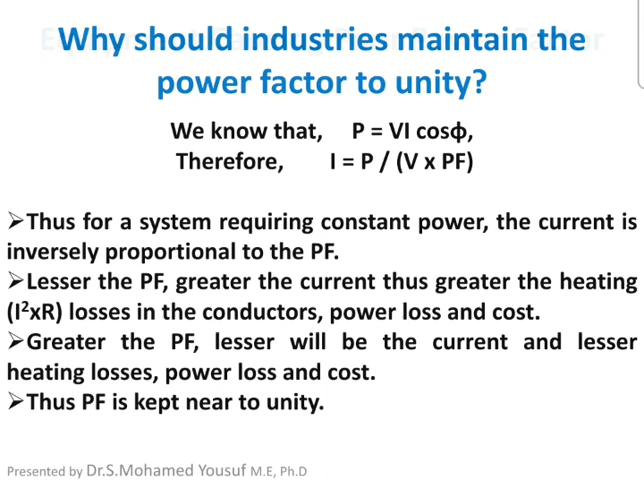 Why should industries maintain the
power factor to unity?
We know that, P = VI cosϕ,
Therefore, I = P / (V x PF)
➢Thus for a system requiring constant power, the current is
inversely proportional to the PF.
➢Lesser the PF, greater the current thus greater the heating
(I²xR) losses in the conductors, power loss and cost.
➢Greater the PF, lesser will be the current and lesser
heating losses, power loss and cost.
➢Thus PF is kept near to unity.
Presented by Dr.S.Mohamed Yousuf M.E, Ph.D